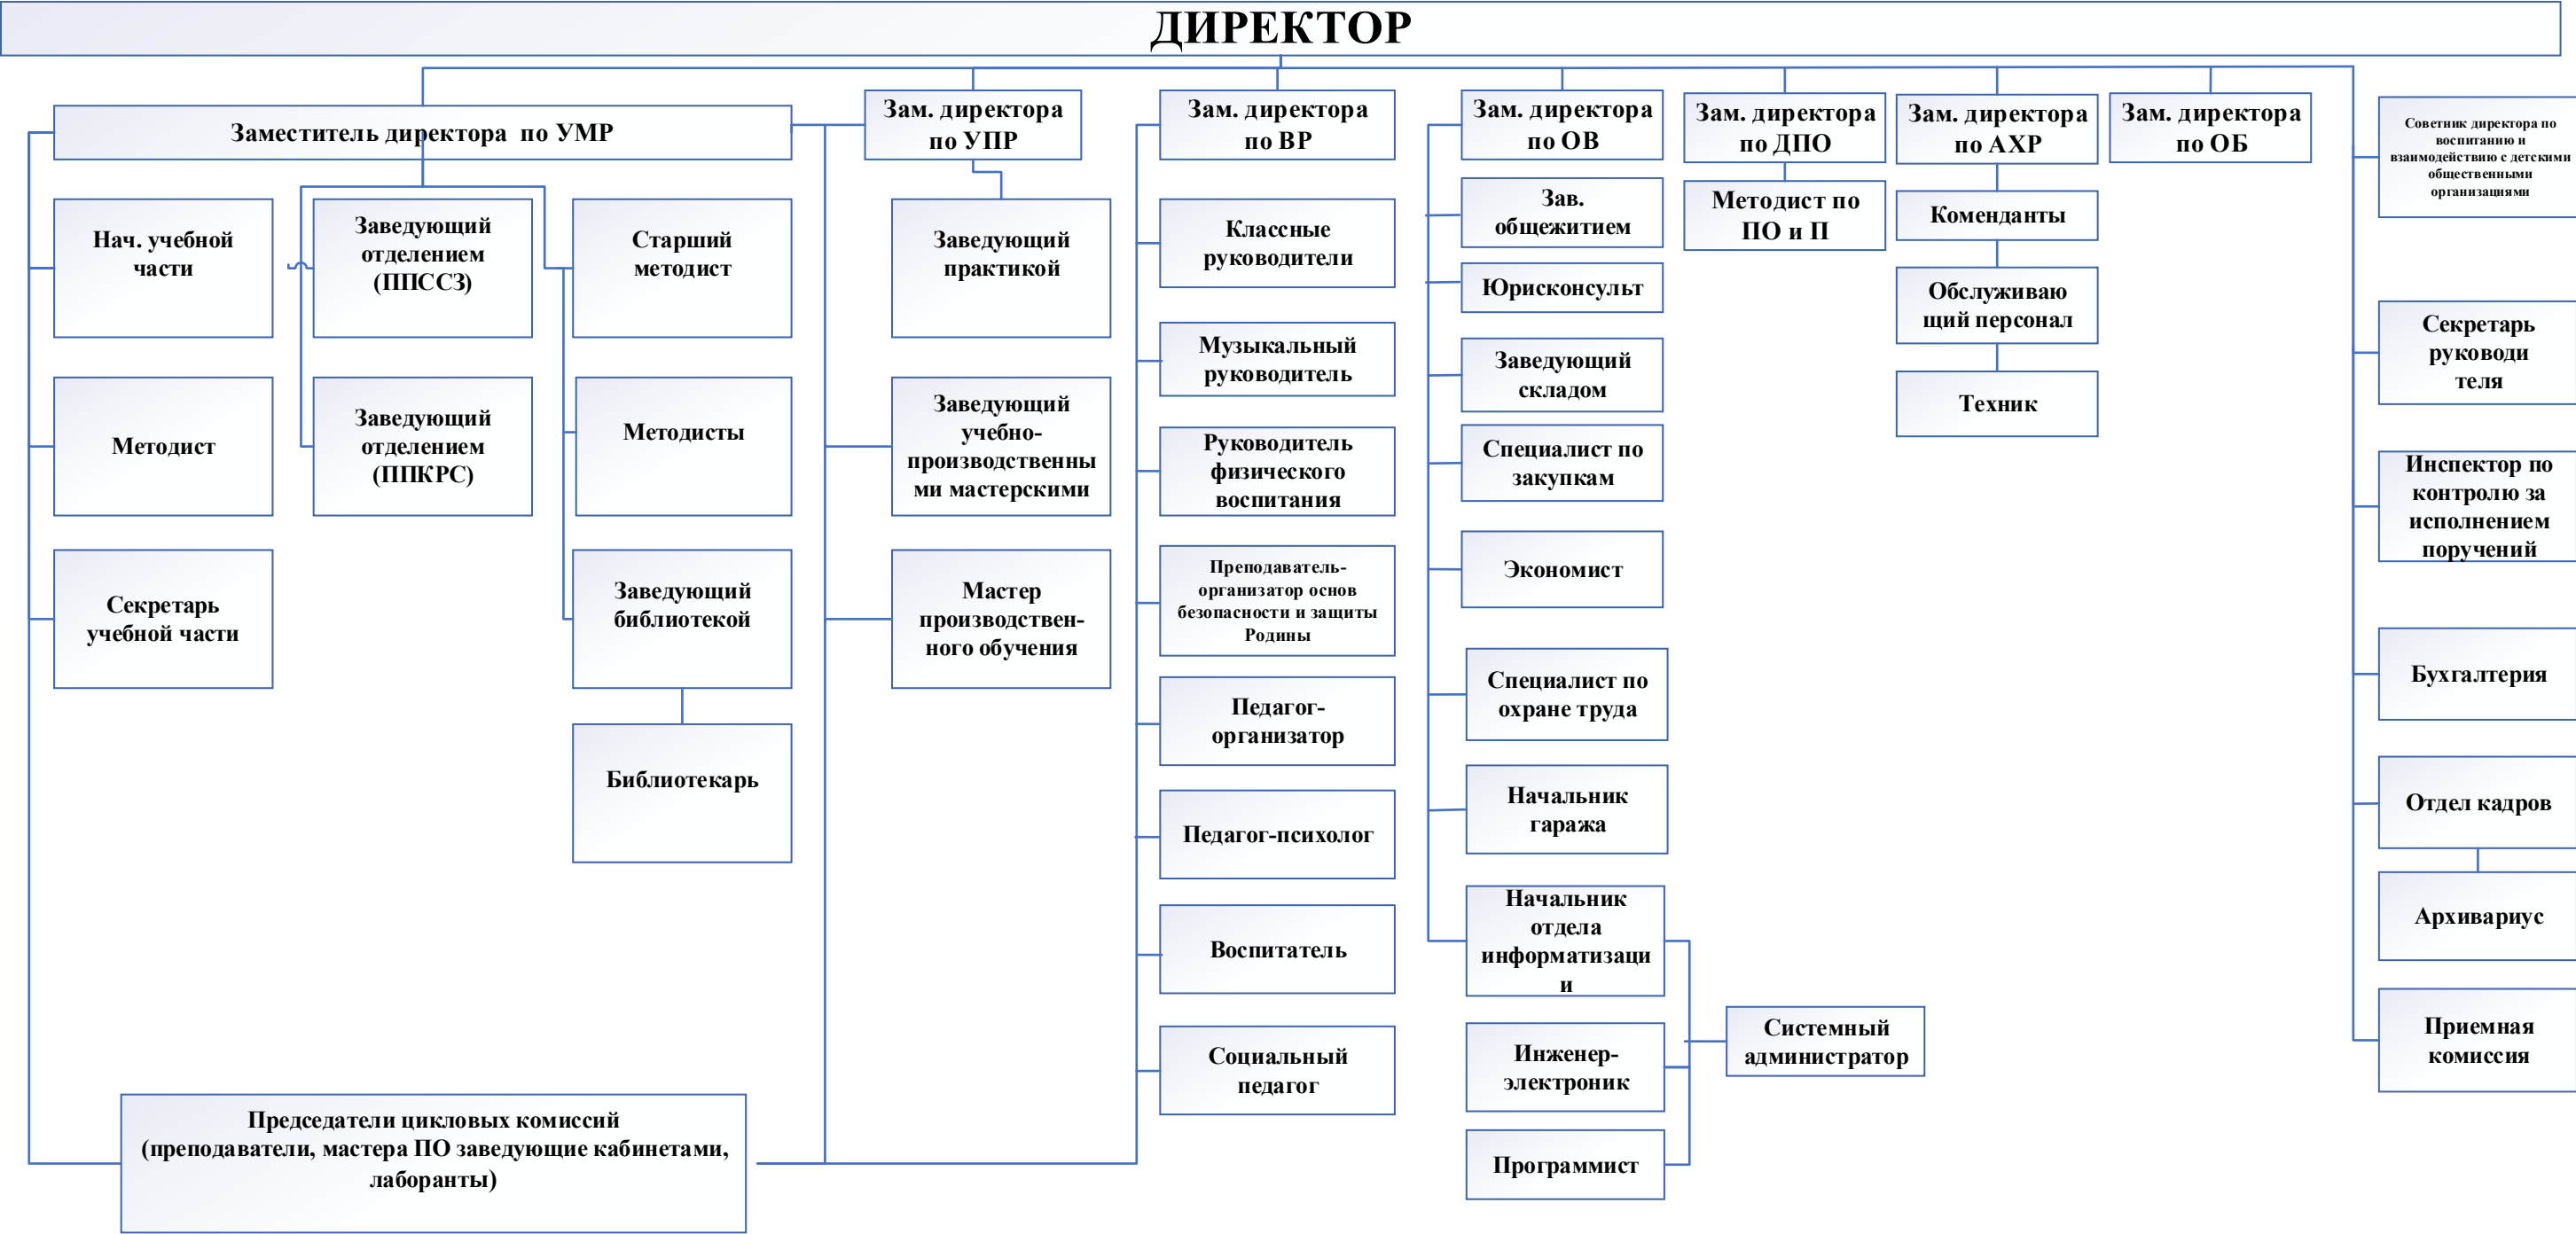 ДИРЕКТОР
Заместитель директора по УМР
Зам. директора
по УПР
Зам. директора
по ВР
Зам. директора
по ОВ
Зам. директора
по ДПО
Зам. директора
по АХР
Зам. директора
по ОБ
Советник директора по
воспитанию и
взаимодействию с детскими
общественными
организациями
Нач. учебной
части
Методист
Секретарь
учебной части
Заведующий
отделением
(ППССЗ)
Заведующий
отделением
(ППКРС)
Старший
методист
Методисты
Заведующий
библиотекой
Библиотекарь
Заведующий
практикой
Заведующий
учебно-
производственны
ми мастерскими
Мастер
производствен-
ного обучения
Классные
руководители
Музыкальный
руководитель
Руководитель
физического
воспитания
Преподаватель-
организатор основ
безопасности и защиты
Родины
Педагог-
организатор
Педагог-психолог
Воспитатель
Социальный
педагог
Зав.
общежитием
Юрисконсульт
Заведующий
складом
Специалист по
закупкам
Экономист
Специалист по
охране труда
Начальник
гаража
Начальник
отдела
информатизаци
и
Инженер-
электроник
Программист
Системный
администратор
Методист по
ПО и П
Коменданты
Обслуживаю
щий персонал
Техник
Секретарь
руководи
теля
Инспектор по
контролю за
исполнением
поручений
Бухгалтерия
Отдел кадров
Архивариус
Приемная
комиссия
Председатели цикловых комиссий
(преподаватели, мастера ПО заведующие кабинетами,
лаборанты)